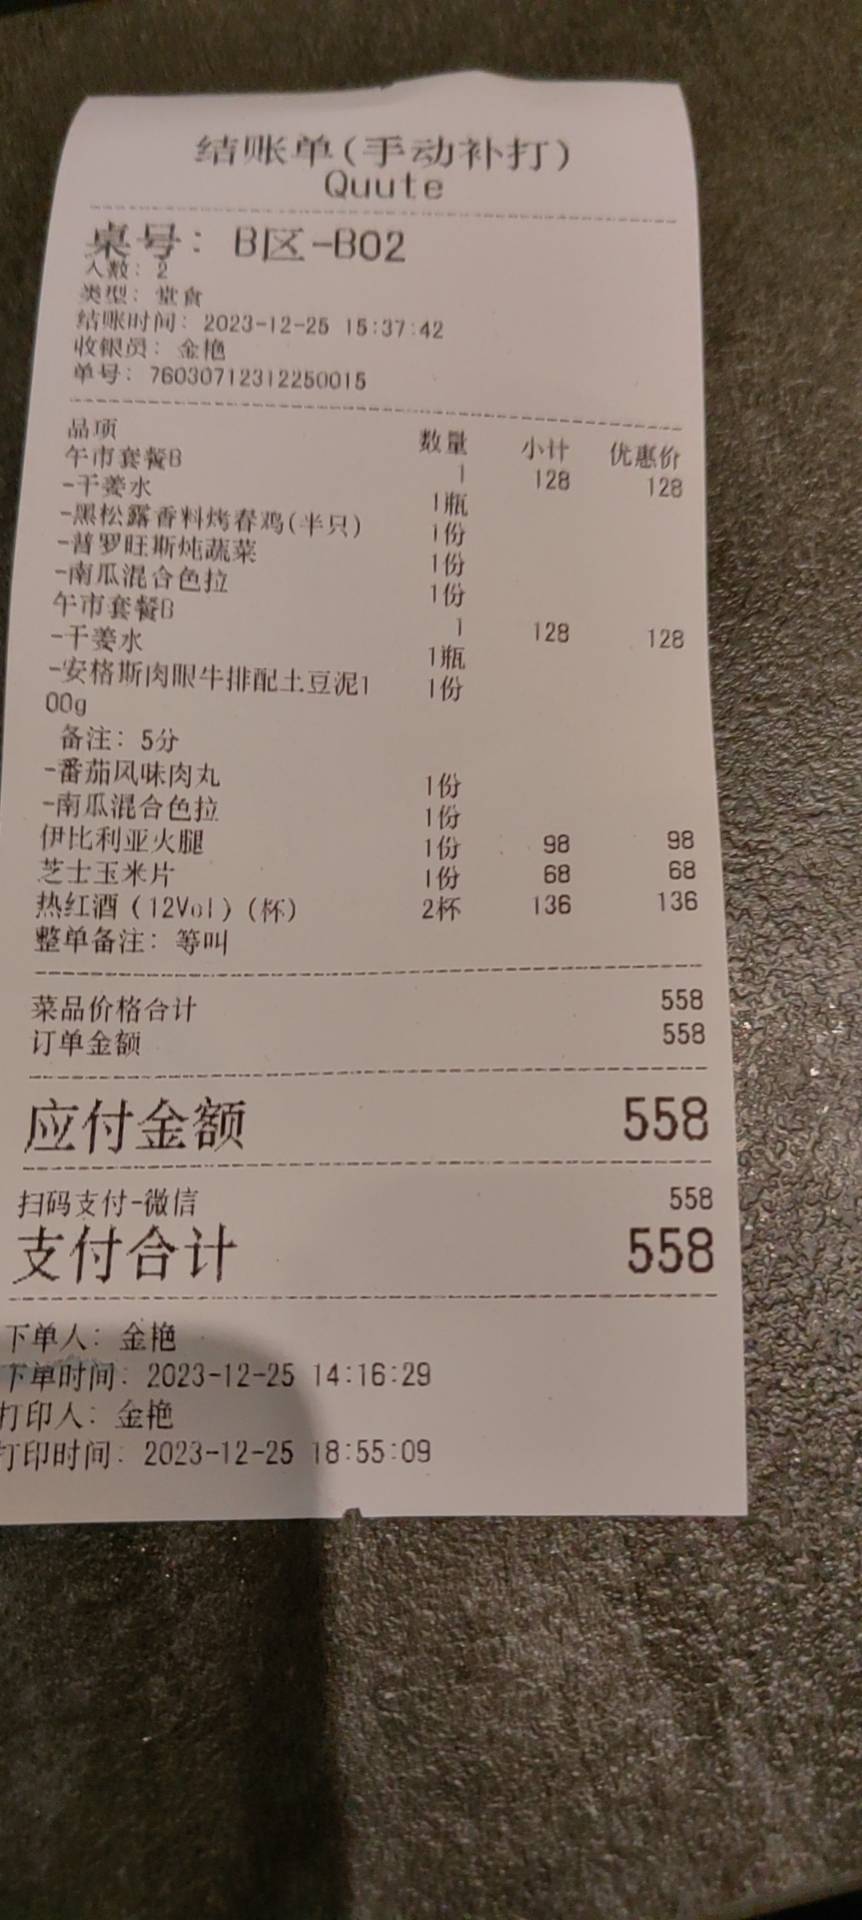 结账单(手动补打)
Quute
桌号: B区-B02
人数: 2
类型: 堂食
结账时间: 2023-12-25 15:37:42
收银员: 金艳
单号: 76030712312250015
品项 数量 小计 优惠价
午市套餐B 1 128 128
-干姜水 1瓶
-黑松露香料烤春鸡(半只) 1份
-普罗旺斯炖蔬菜 1份
-南瓜混合色拉 1份
午市套餐B 1 128 128
-干姜水 1瓶
-安格斯肉眼牛排配土豆泥1 1份
00g
备注: 5分
-番茄风味肉丸 1份
-南瓜混合色拉 1份
伊比利亚火腿 1份 98 98
芝士玉米片 1份 68 68
热红酒 (12Vol) (杯) 2杯 136 136
整单备注: 等叫
菜品价格合计 558
订单金额 558
应付金额 558
扫码支付-微信 558
支付合计 558
下单人: 金艳
下单时间: 2023-12-25 14:16:29
打印人: 金艳
打印时间: 2023-12-25 18:55:09